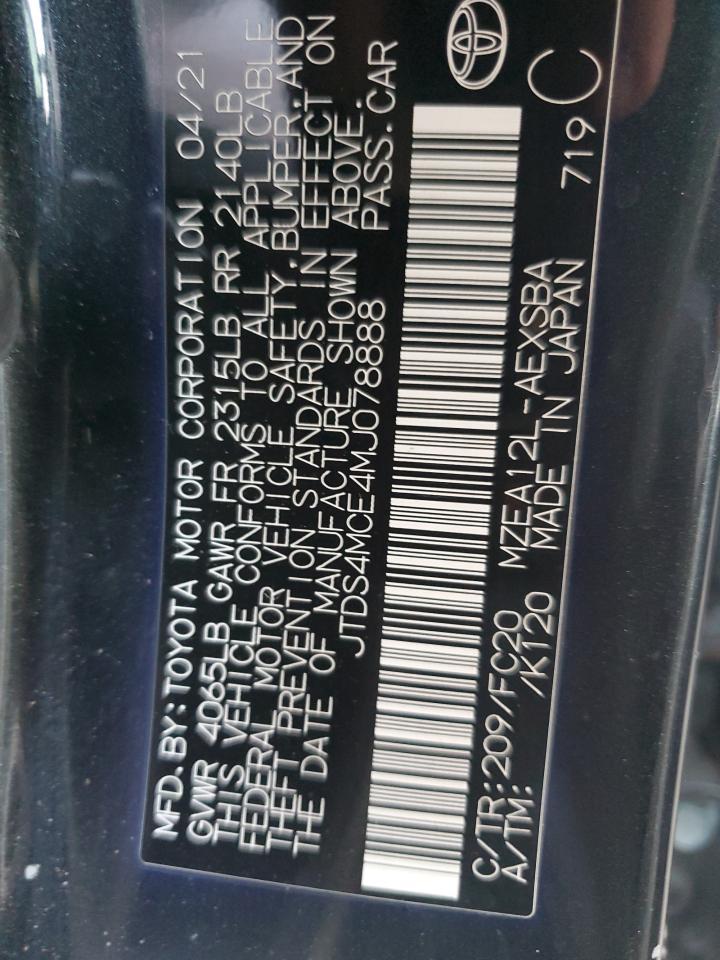 MFD.BY:TOYOTA MOTOR CORPORATION 04/21
GVWR 4065LB GAWR FR 2315LB RR 2140LB
THIS VEHICLE CONFORMS TO ALL APPLICABLE
FEDERAL MOTOR VEHICLE SAFETY,BUMPER,AND
THEFT PREVENTION STANDARDS IN EFFECT ON
THE DATE OF MANUFACTURE SHOWN ABOVE.
JTDS4MCE4MJ078888 PASS.CAR
C/TR:209/FC20 MZEA12L-AEXSBA 719
A/TM: /K120 MADE IN JAPAN C